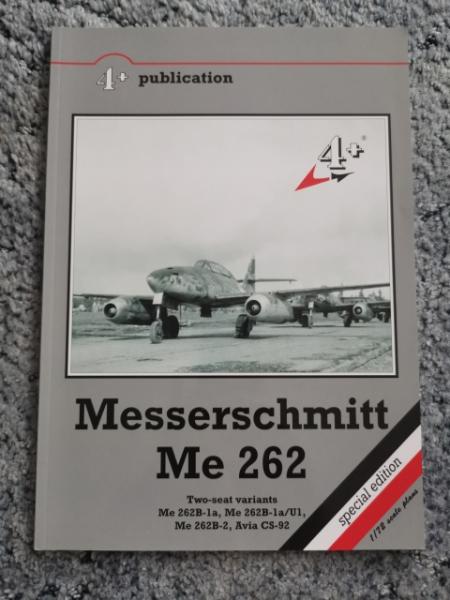 4+ publication
4+®
Messerschmitt
Me 262
Two-seat variants
Me 262B-1a, Me 262B-1a/U1,
Me 262B-2, Avia CS-92
special edition
1/72 scale plans